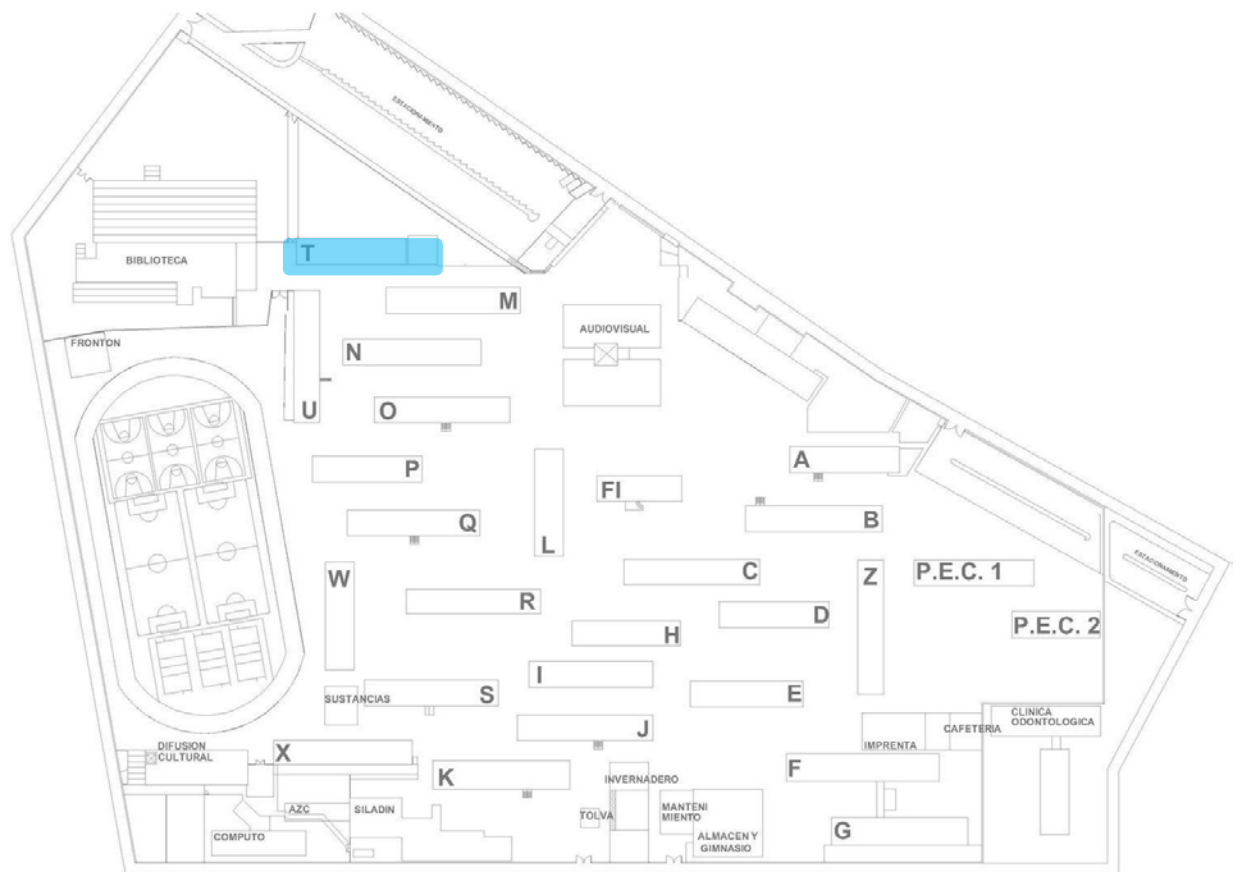 ESTACIONAMIENTO
T
BIBLIOTECA
M
AUDIOVISUAL
FRONTON
N
U
O
A
P
FI
Q
B
L
W
C
Z
P.E.C. 1
ESTACIONAMIENTO
R
D
P.E.C. 2
H
I
SUSTANCIAS
S
E
CLINICA
ODONTOLOGICA
J
CAFETERIA
DIFUSION
CULTURAL
X
IMPRENTA
K
INVERNADERO
F
AZC
SILADIN
TOLVA
MANTENI
MIENTO
COMPUTO
ALMACEN Y
GIMNASIO
G